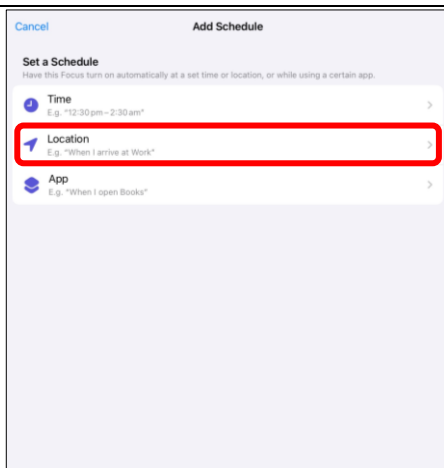 Cancel Add Schedule
Set a Schedule
Have this Focus turn on automatically at a set time or location, or while using a certain app.
Time
E.g. "12:30 pm – 2:30 am"
Location
E.g. "When I arrive at Work"
App
E.g. "When I open Books"